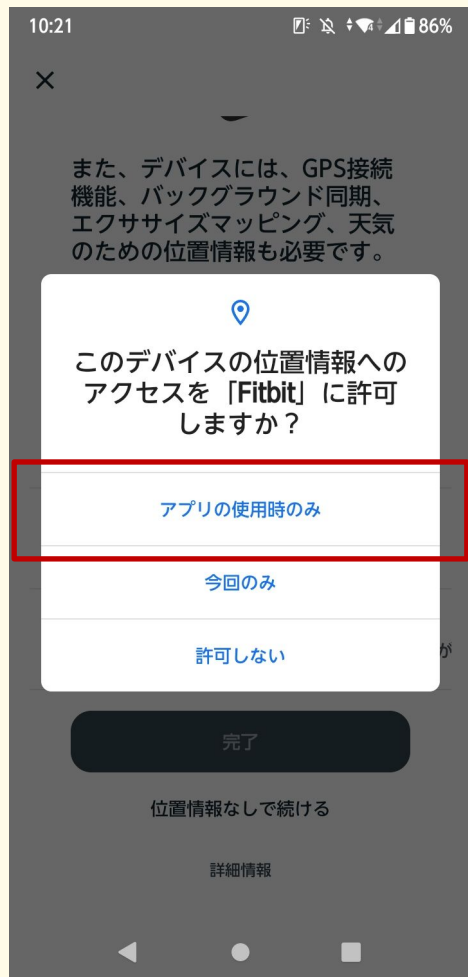 10:21
86%
また、デバイスには、GPS接続
機能、バックグラウンド同期、
エクササイズマッピング、天気
のための位置情報も必要です。
このデバイスの位置情報への
アクセスを「Fitbit」に許可
しますか？
アプリの使用時のみ
今回のみ
許可しない
が
完了
位置情報なしで続ける
詳細情報